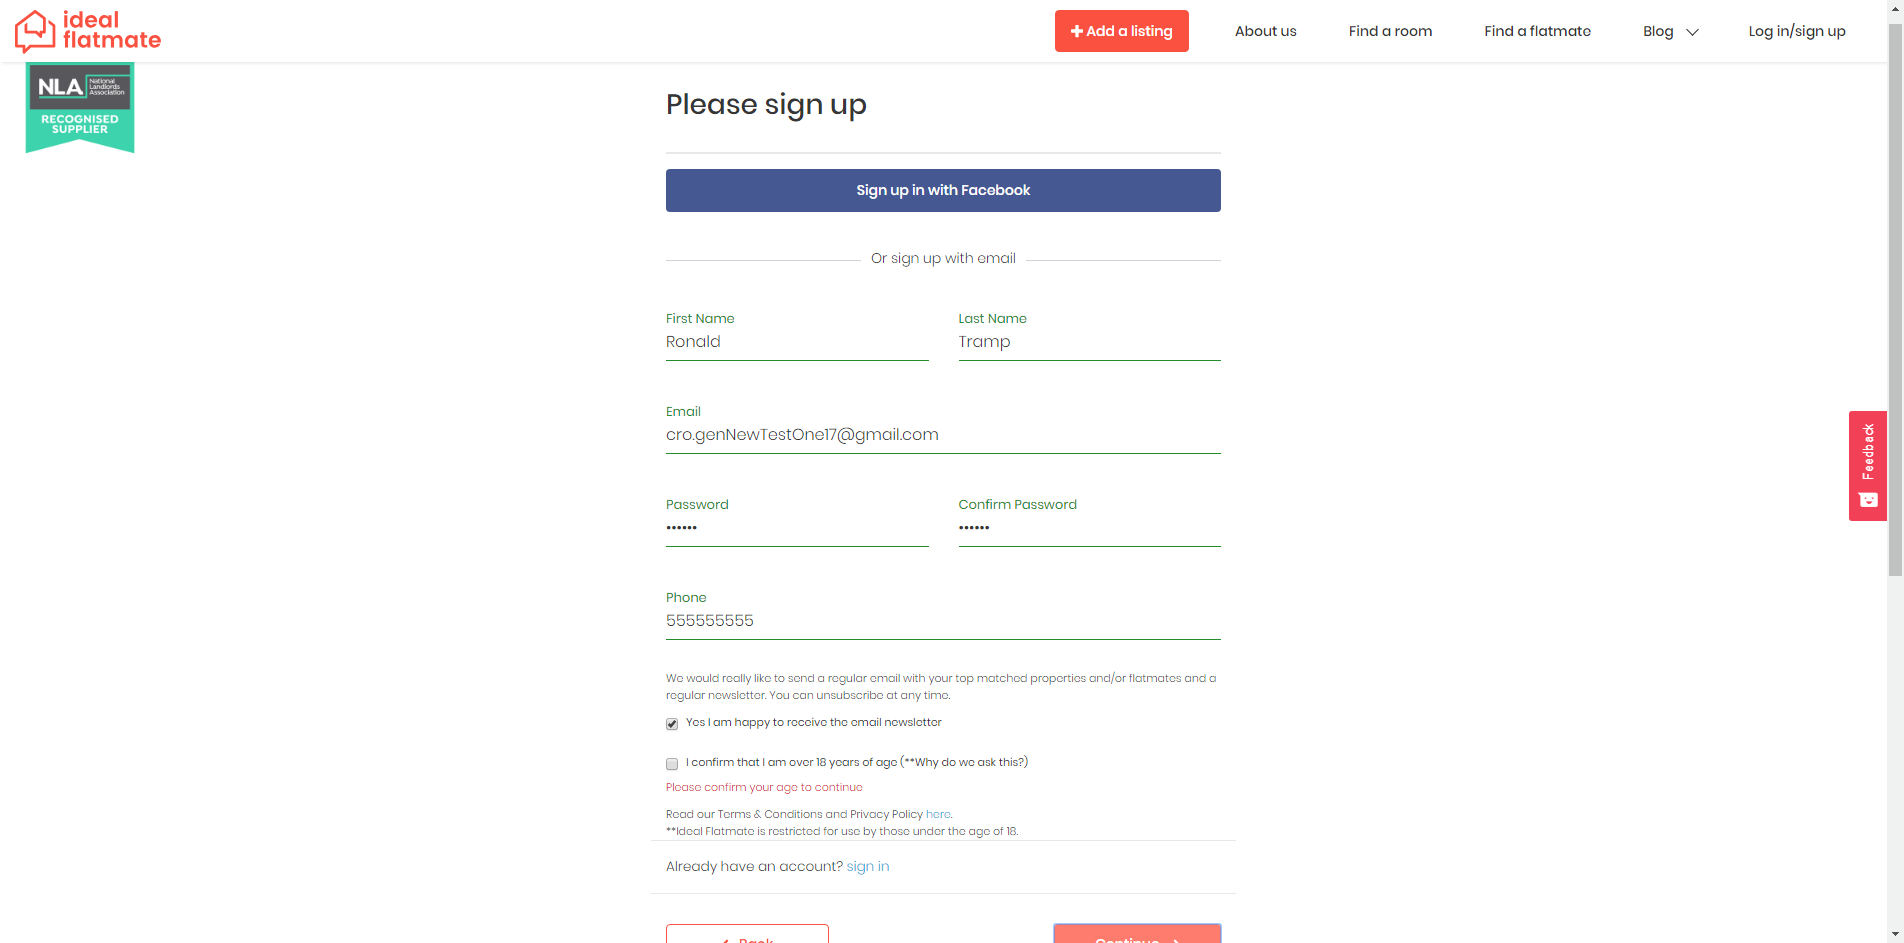 ideal
flatmate
Add a listing
About us
Find a room
Find a flatmate
Blog
Log in/sign up
NLA National Landlords Association
RECOGNISED
SUPPLIER
Please sign up
Sign up in with Facebook
Or sign up with email
First Name
Last Name
Ronald
Tramp
Email
cro.genNewTestOne17@gmail.com
Password
Confirm Password
••••••
••••••
Phone
555555555
We would really like to send a regular email with your top matched properties and/or flatmates and a
regular newsletter. You can unsubscribe at any time.
Yes I am happy to receive the email newsletter
I confirm that I am over 18 years of age (**Why do we ask this?)
Please confirm your age to continue
Read our Terms & Conditions and Privacy Policy here.
**Ideal Flatmate is restricted for use by those under the age of 18.
Already have an account? sign in
Back
Continue
Feedback